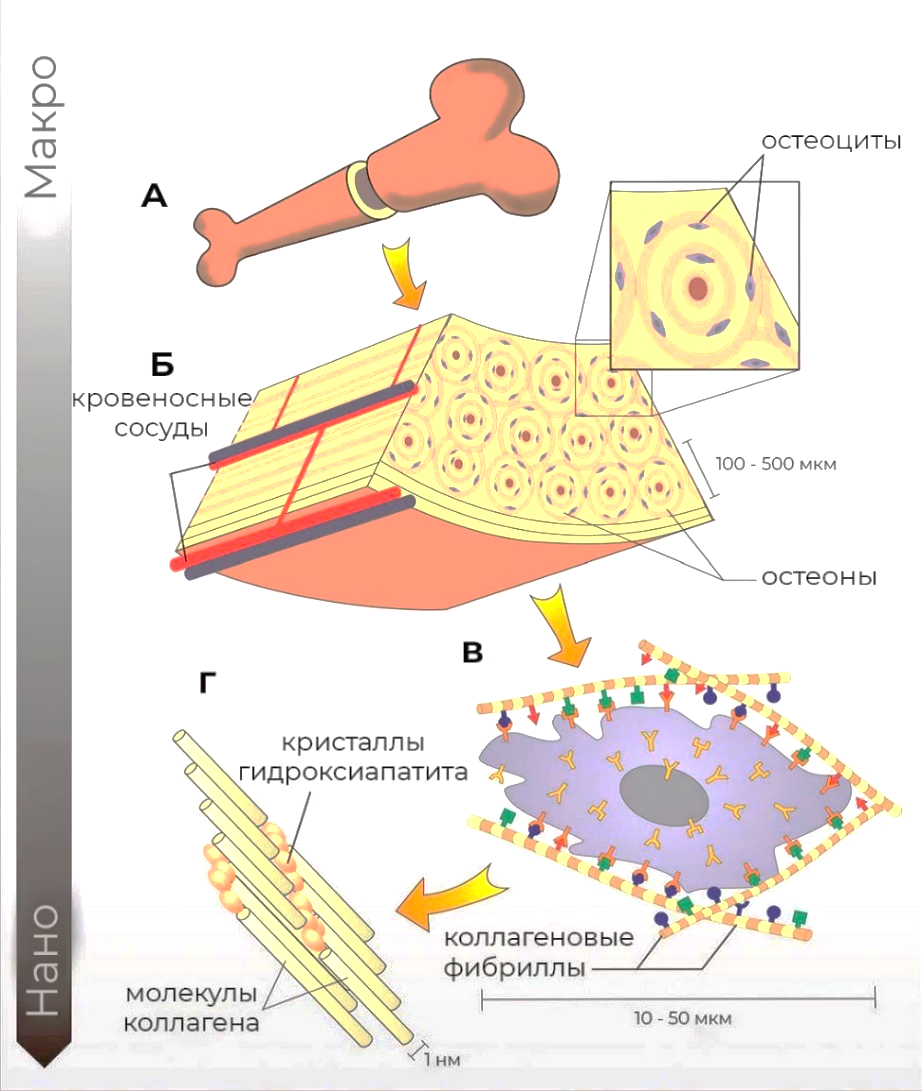 Макро
остеоциты
А
Б
кровеносные
сосуды
100 - 500 мкм
остеоны
В
Г
кристаллы
гидроксиапатита
коллагеновые
фибриллы
молекулы
коллагена
10 - 50 мкм
1 нм
Нано